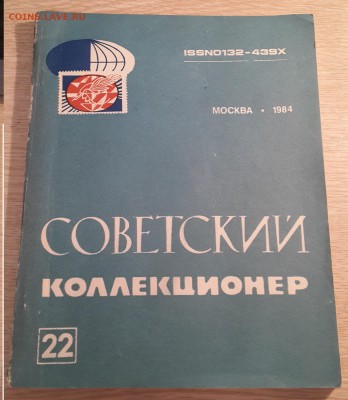 COINS.LAVE.RU
ISSN0132-439X
МОСКВА • 1984
СОВЕТСКИЙ
КОЛЛЕКЦИОНЕР
22